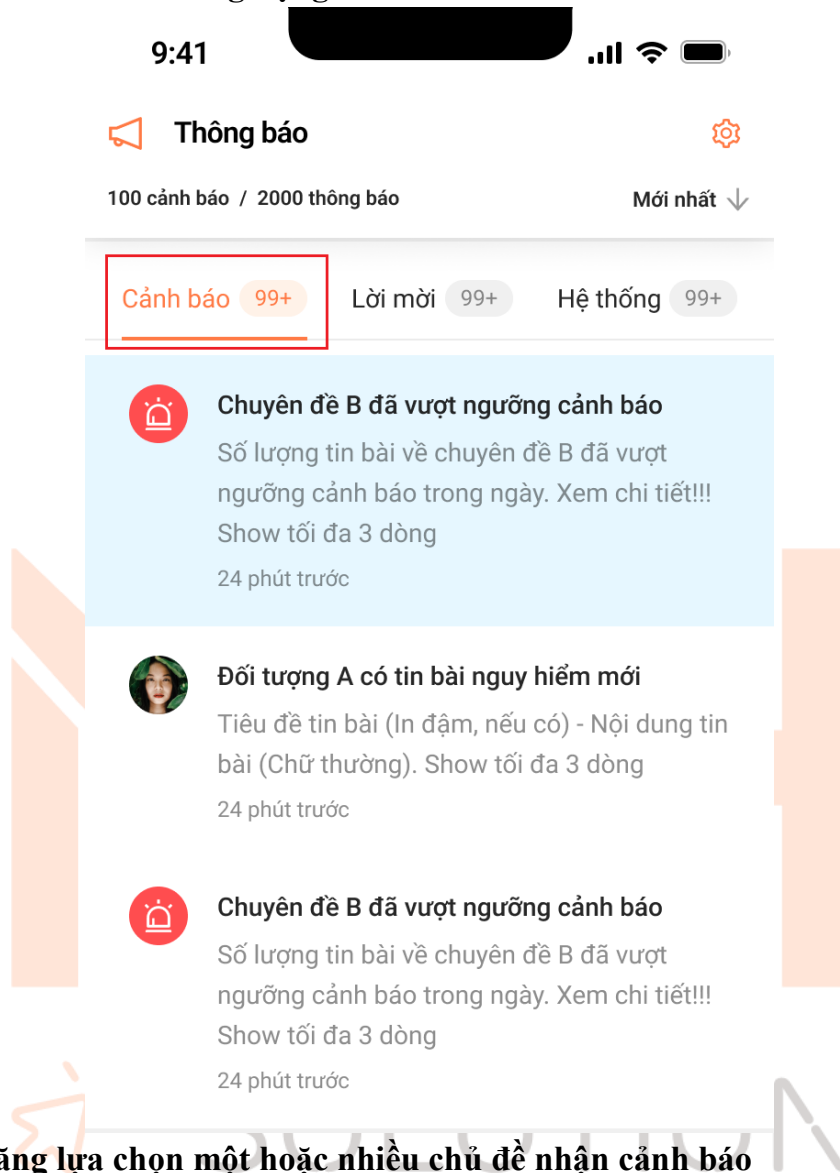 9:41
Thông báo
100 cảnh báo / 2000 thông báo Mới nhất
Cảnh báo 99+ Lời mời 99+ Hệ thống 99+
Chuyên đề B đã vượt ngưỡng cảnh báo
Số lượng tin bài về chuyên đề B đã vượt
ngưỡng cảnh báo trong ngày. Xem chi tiết!!!
Show tối đa 3 dòng
24 phút trước
Đối tượng A có tin bài nguy hiểm mới
Tiêu đề tin bài (In đậm, nếu có) - Nội dung tin
bài (Chữ thường). Show tối đa 3 dòng
24 phút trước
Chuyên đề B đã vượt ngưỡng cảnh báo
Số lượng tin bài về chuyên đề B đã vượt
ngưỡng cảnh báo trong ngày. Xem chi tiết!!!
Show tối đa 3 dòng
24 phút trước
lựa chọn một hoặc nhiều chủ đề nhận cảnh báo